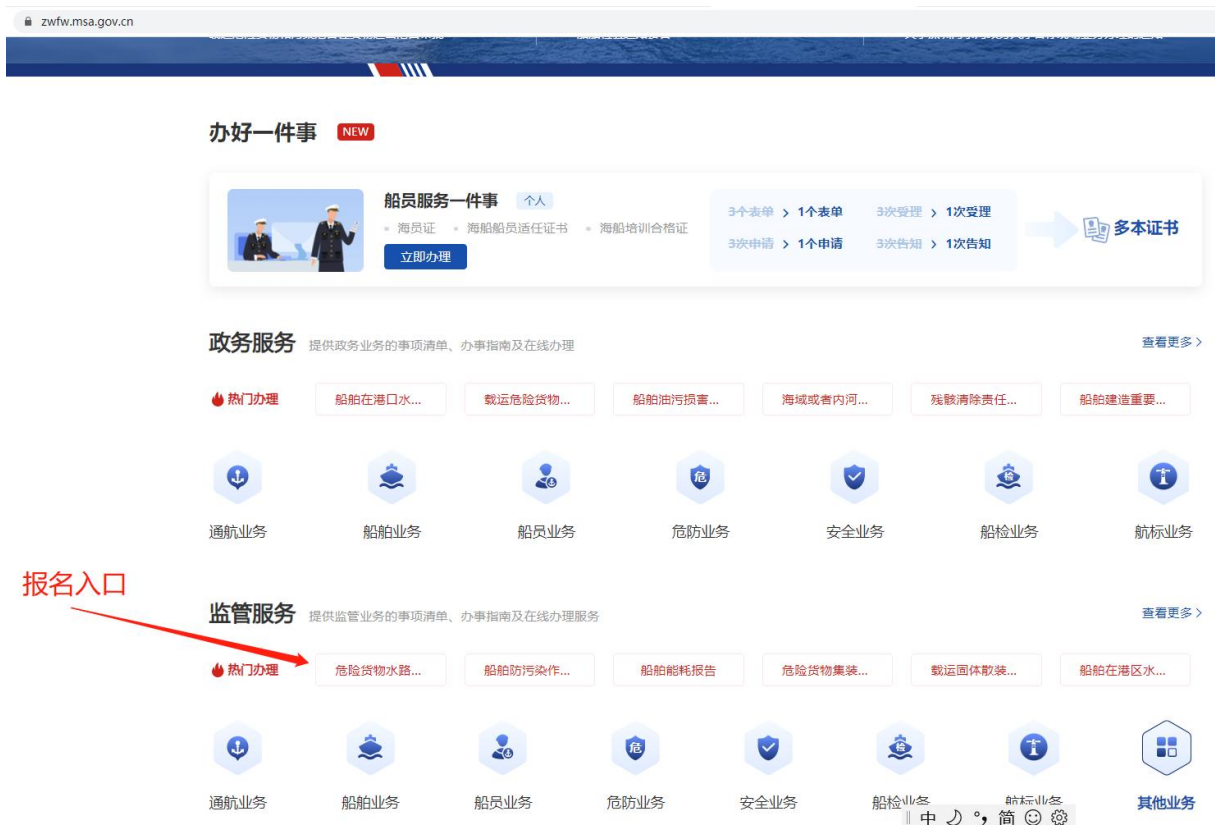 zwfw.msa.gov.cn
办好一件事 NEW
船员服务一件事 个人
海员证 海船船员适任证书 海船培训合格证
立即办理
3个表单 > 1个表单 3次受理 > 1次受理
3次申请 > 1个申请 3次告知 > 1次告知
多本证书
政务服务 提供政务业务的事项清单、办事指南及在线办理 查看更多 >
热门办理 船舶在港口水... 载运危险货物... 船舶油污损害... 海域或者内河... 残骸清除责任... 船舶建造重要...
危 检
通航业务 船舶业务 船员业务 危防业务 安全业务 船检业务 航标业务
报名入口
监管服务 提供监管业务的事项清单、办事指南及在线办理服务 查看更多 >
热门办理 危险货物水路... 船舶防污染作... 船舶能耗报告 危险货物集装... 载运固体散装... 船舶在港区水...
危 检
通航业务 船舶业务 船员业务 危防业务 安全业务 船检业务 航标业务 其他业务
中 简